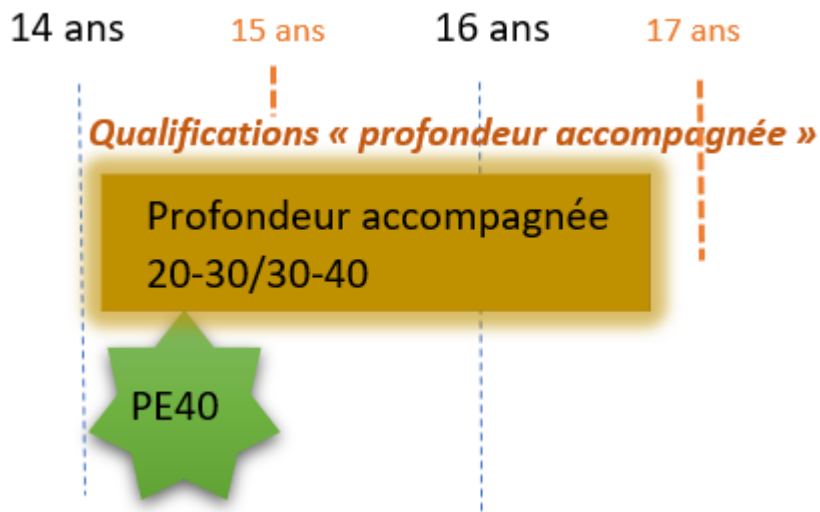 14 ans 15 ans 16 ans 17 ans
Qualifications « profondeur accompagnée »
Profondeur accompagnée
20-30/30-40
PE40